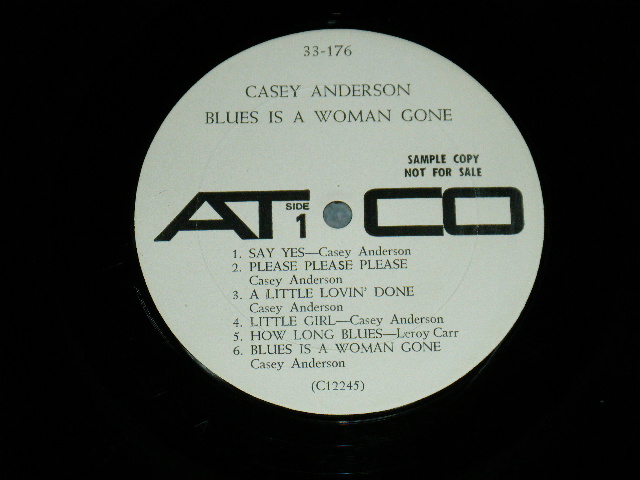 33-176
CASEY ANDERSON
BLUES IS A WOMAN GONE
SAMPLE COPY
NOT FOR SALE
ATCO
SIDE
1
1. SAY YES—Casey Anderson
2. PLEASE PLEASE PLEASE
Casey Anderson
3. A LITTLE LOVIN' DONE
Casey Anderson
4. LITTLE GIRL—Casey Anderson
5. HOW LONG BLUES—Leroy Carr
6. BLUES IS A WOMAN GONE
Casey Anderson
(C12245)